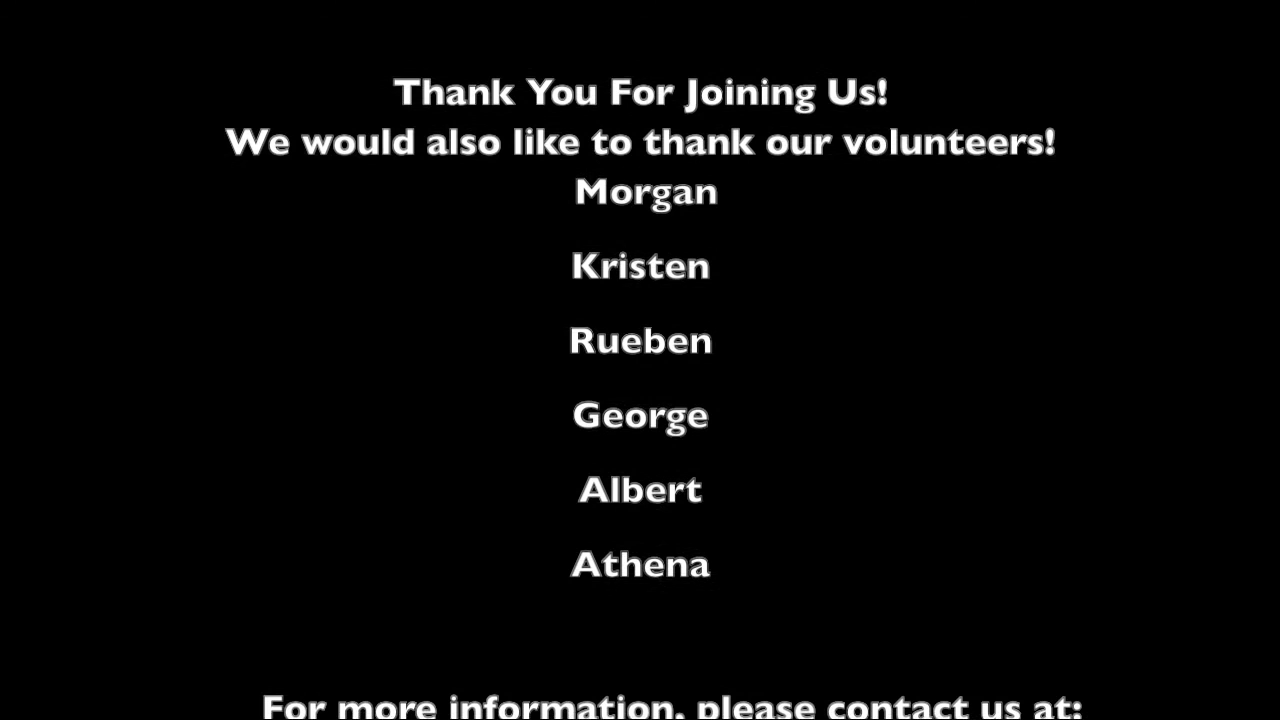 Thank You For Joining Us!
We would also like to thank our volunteers!
Morgan
Kristen
Rueben
George
Albert
Athena
For more information, please contact us at: